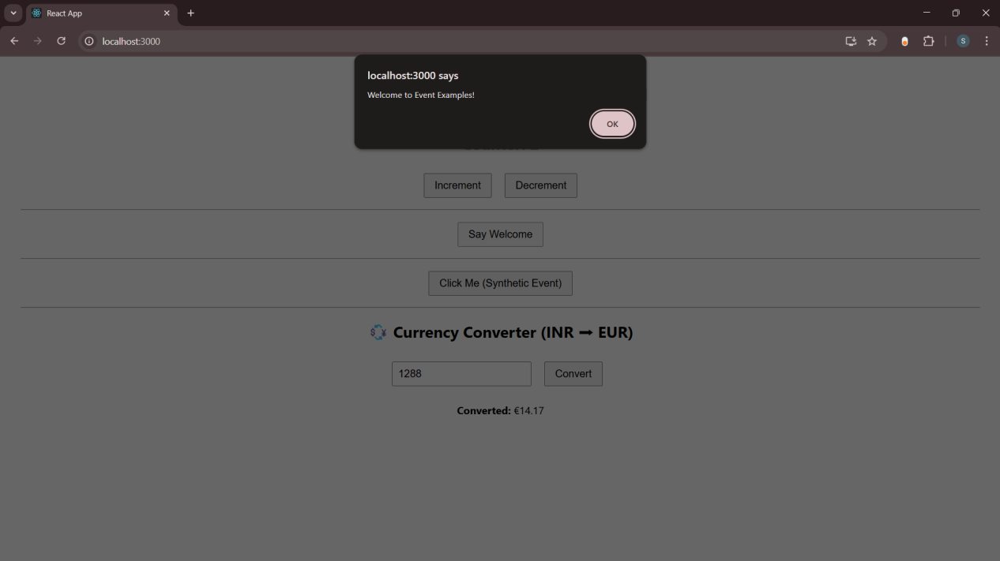 React App
localhost:3000
S
localhost:3000 says
Welcome to Event Examples!
OK
Increment Decrement
Say Welcome
Click Me (Synthetic Event)
Currency Converter (INR ➞ EUR)
1288 Convert
Converted: €14.17